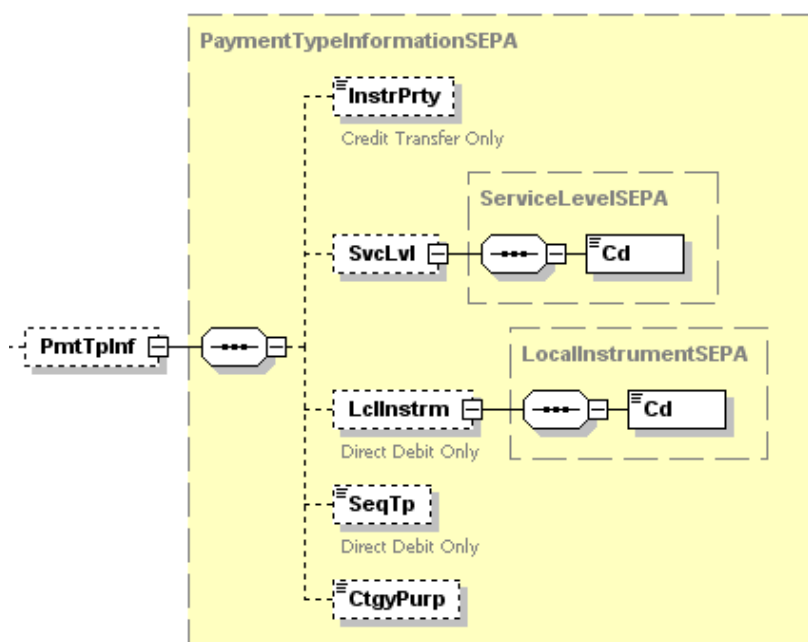 PaymentTypeInformationSEPA
InstrPrty
Credit Transfer Only
ServiceLevelSEPA
SvcLvl
Cd
PmtTpInf
LocalInstrumentSEPA
LclInstrm
Cd
Direct Debit Only
SeqTp
Direct Debit Only
CtgyPurp